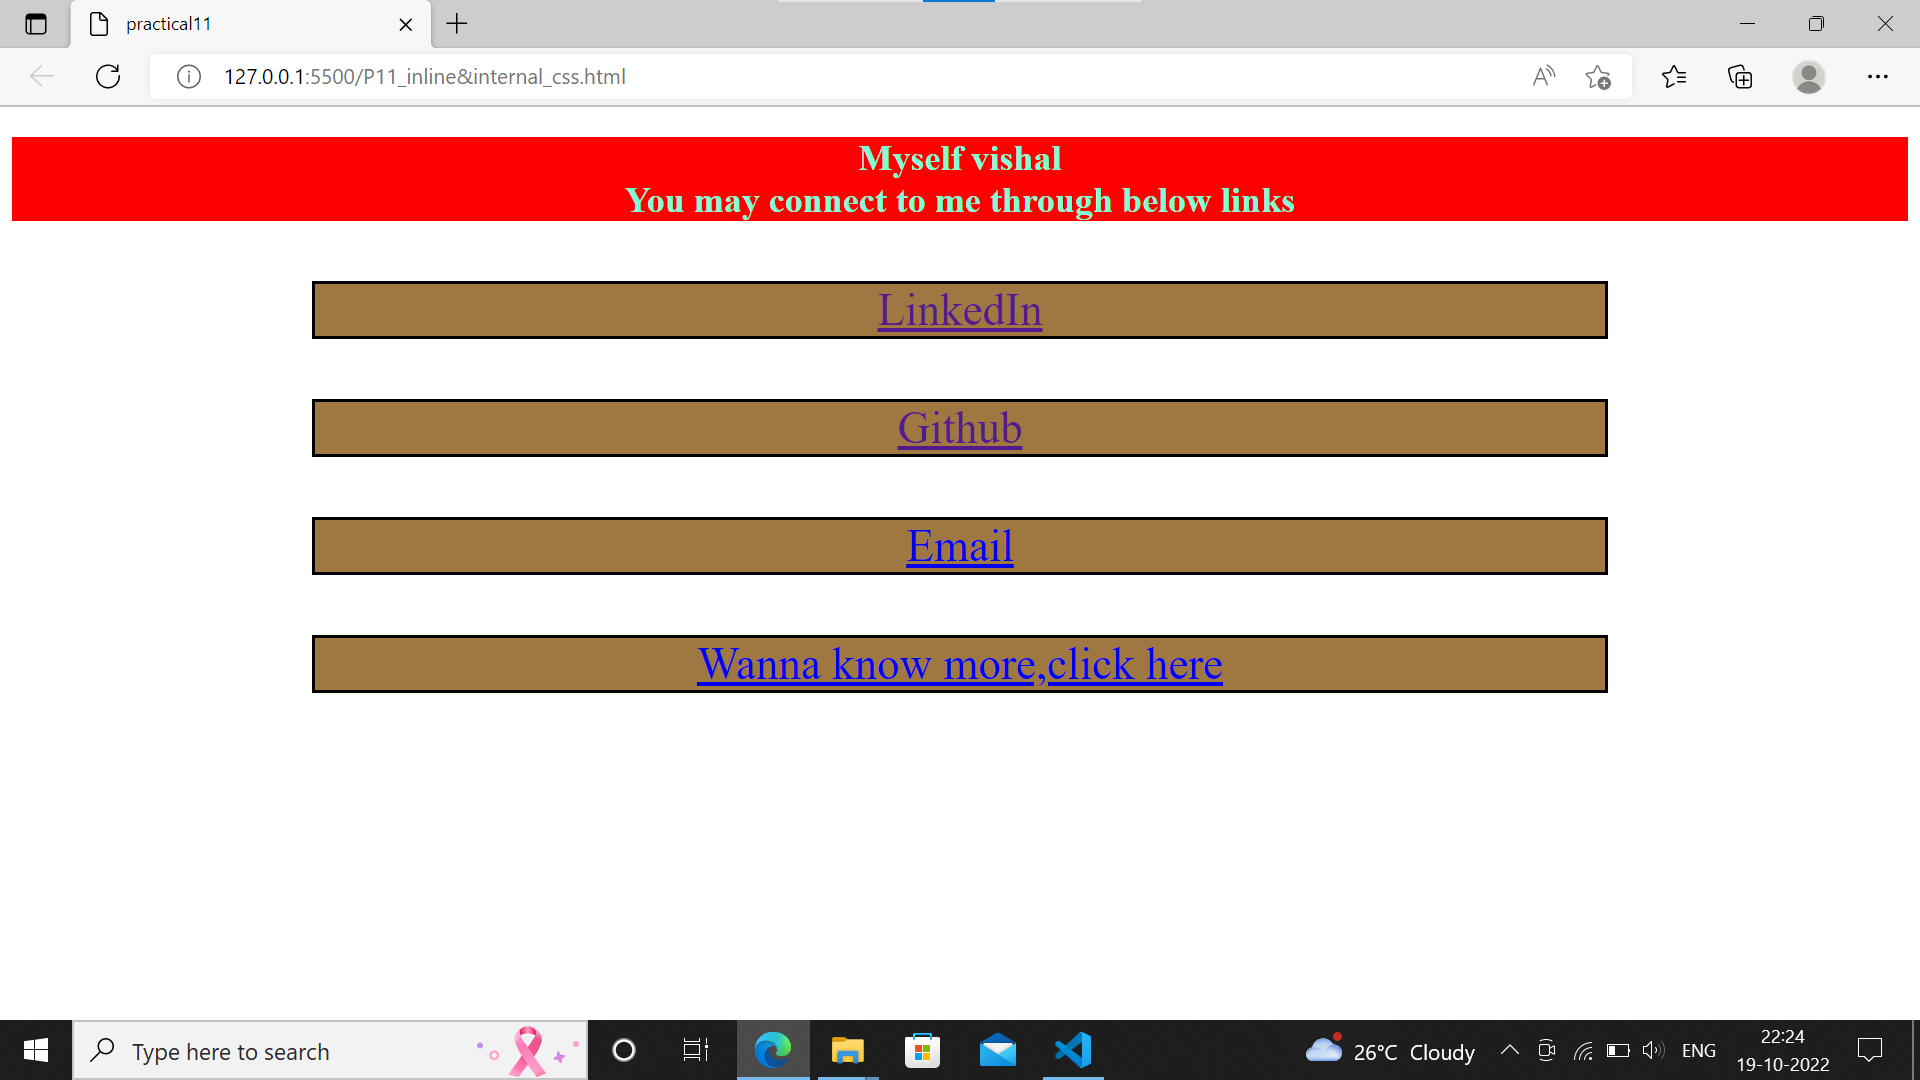 practical11
127.0.0.1:5500/P11_inline&internal_css.html
Myself vishal
You may connect to me through below links
LinkedIn
Github
Email
Wanna know more,click here
Type here to search
26°C Cloudy
ENG
22:24
19-10-2022